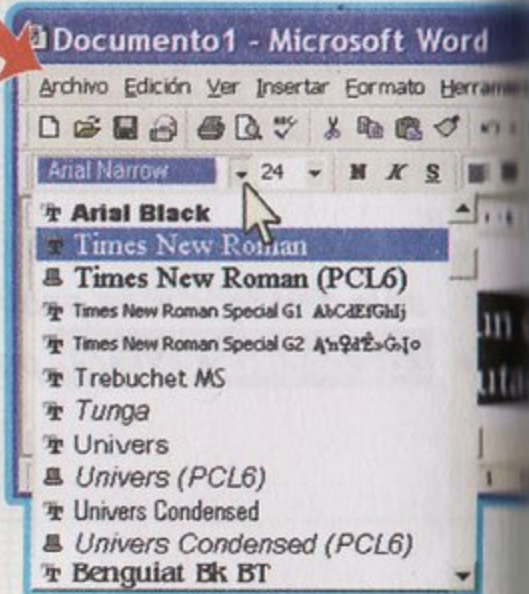 Documento1 - Microsoft Word
Archivo Edición Ver Insertar Formato
ABC
Arial Narrow 24 N K S
Arial Black
Times New Roman
Times New Roman (PCL6)
Times New Roman Special G1 AbCdEfGhIj
Times New Roman Special G2
Trebuchet MS
Tunga
Univers
Univers (PCL6)
Univers Condensed
Univers Condensed (PCL6)
Benguiat Bk BT